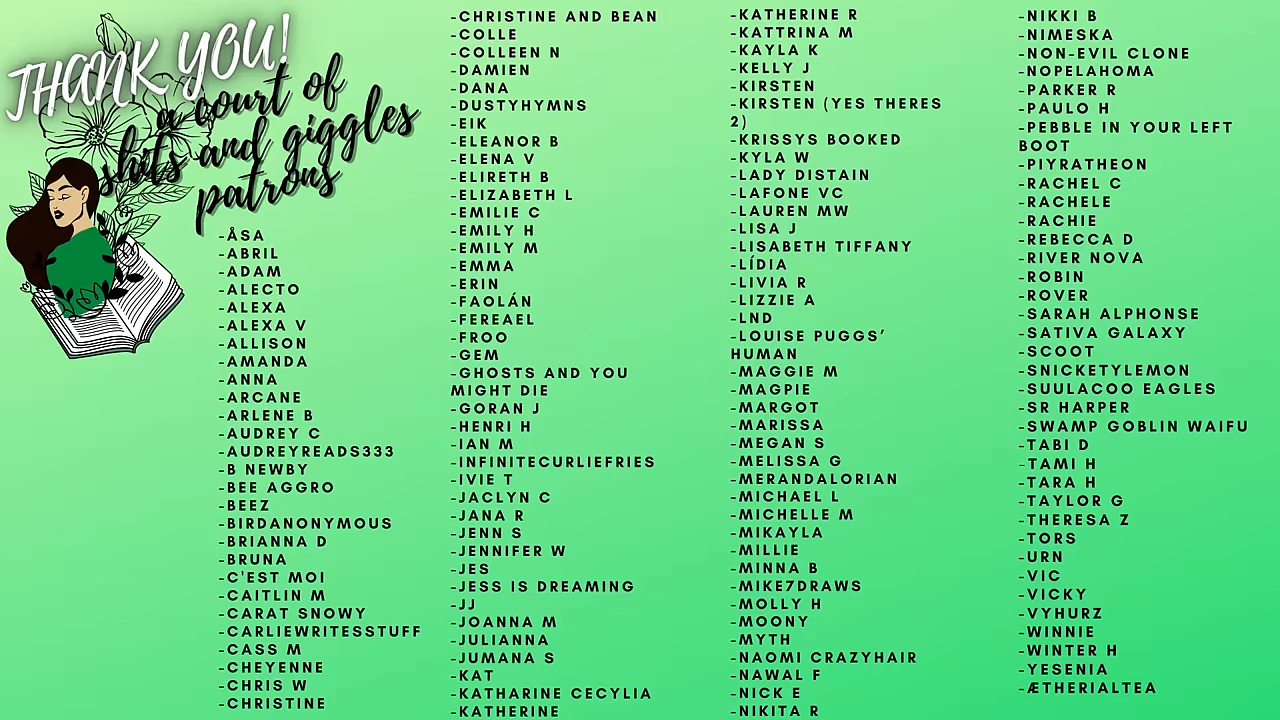 THANK YOU!
a court of
shits and giggles
patrons
-ÅSA
-ABRIL
-ADAM
-ALECTO
-ALEXA
-ALEXA V
-ALLISON
-AMANDA
-ANNA
-ARCANE
-ARLENE B
-AUDREY C
-AUDREYREADS333
-B NEWBY
-BEE AGGRO
-BEEZ
-BIRDANONYMOUS
-BRIANNA D
-BRUNA
-C'EST MOI
-CAITLIN M
-CARAT SNOWY
-CARLIEWRITESSTUFF
-CASS M
-CHEYENNE
-CHRIS W
-CHRISTINE
-CHRISTINE AND BEAN
-COLLE
-COLLEEN N
-DAMIEN
-DANA
-DUSTYHYMNS
-EIK
-ELEANOR B
-ELENA V
-ELIRETH B
-ELIZABETH L
-EMILIE C
-EMILY H
-EMILY M
-EMMA
-ERIN
-FAOLÁN
-FEREAEL
-FROO
-GEM
-GHOSTS AND YOU
MIGHT DIE
-GORAN J
-HENRI H
-IAN M
-INFINITECURLIEFRIES
-IVIE T
-JACLYN C
-JANA R
-JENN S
-JENNIFER W
-JES
-JESS IS DREAMING
-JJ
-JOANNA M
-JULIANNA
-JUMANA S
-KAT
-KATHARINE CECYLIA
-KATHERINE
-KATHERINE R
-KATTRINA M
-KAYLA K
-KELLY J
-KIRSTEN
-KIRSTEN (YES THERES
2)
-KRISSYS BOOKED
-KYLA W
-LADY DISTAIN
-LAFONE VC
-LAUREN MW
-LISA J
-LISABETH TIFFANY
-LÍDIA
-LIVIA R
-LIZZIE A
-LND
-LOUISE PUGGS’
HUMAN
-MAGGIE M
-MAGPIE
-MARGOT
-MARISSA
-MEGAN S
-MELISSA G
-MERANDALORIAN
-MICHAEL L
-MICHELLE M
-MIKAYLA
-MILLIE
-MINNA B
-MIKE7DRAWS
-MOLLY H
-MOONY
-MYTH
-NAOMI CRAZYHAIR
-NAWAL F
-NICK E
-NIKITA R
-NIKKI B
-NIMESKA
-NON-EVIL CLONE
-NOPELAHOMA
-PARKER R
-PAULO H
-PEBBLE IN YOUR LEFT
BOOT
-PIYRATHEON
-RACHEL C
-RACHELE
-RACHIE
-REBECCA D
-RIVER NOVA
-ROBIN
-ROVER
-SARAH ALPHONSE
-SATIVA GALAXY
-SCOOT
-SNICKETYLEMON
-SUULACOO EAGLES
-SR HARPER
-SWAMP GOBLIN WAIFU
-TABI D
-TAMI H
-TARA H
-TAYLOR G
-THERESA Z
-TORS
-URN
-VIC
-VICKY
-VYHURZ
-WINNIE
-WINTER H
-YESENIA
-ÆTHERIALTEA